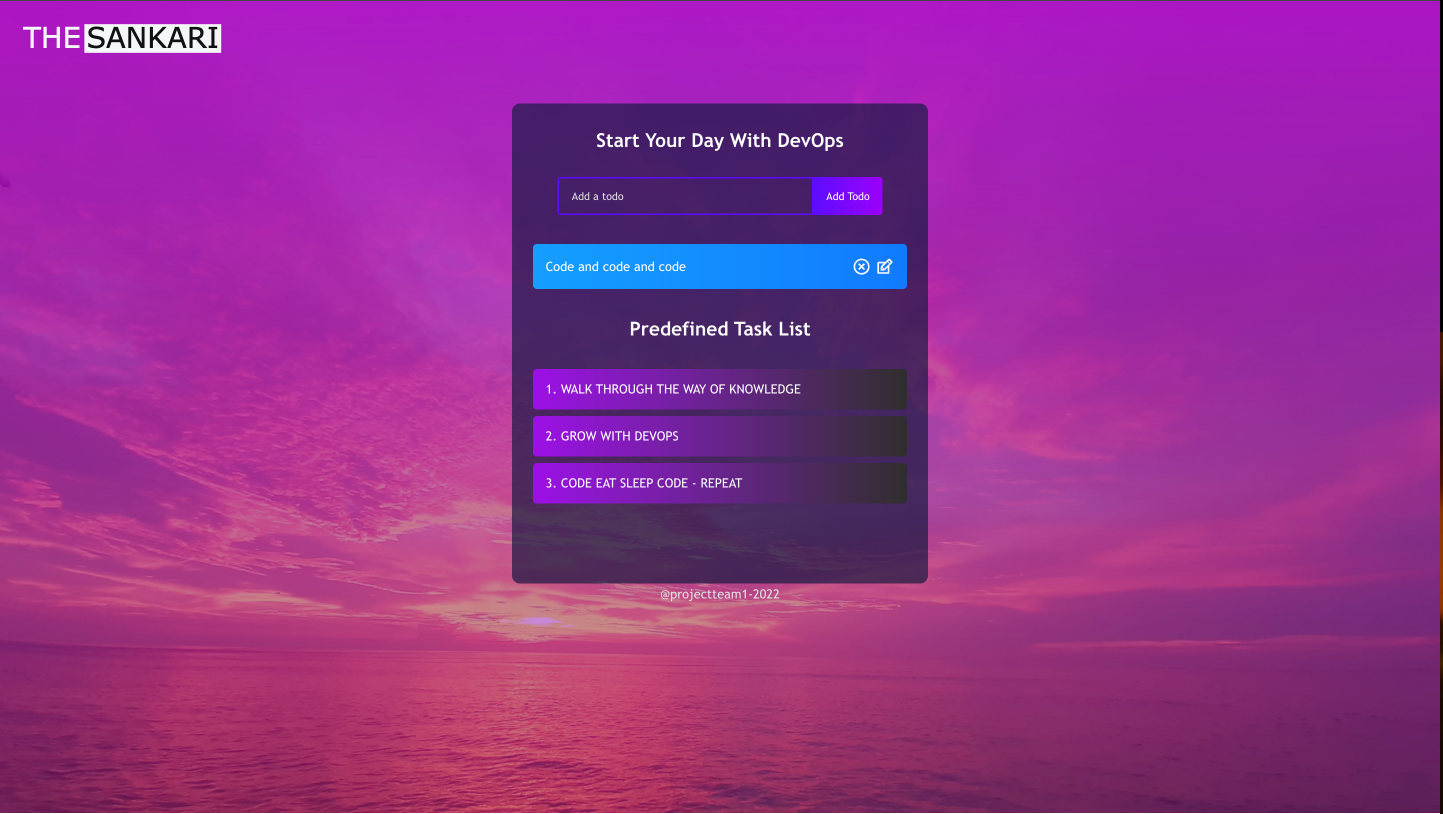 THE SANKARI
Start Your Day With DevOps
Add a todo
Add Todo
Code and code and code
Predefined Task List
1. WALK THROUGH THE WAY OF KNOWLEDGE
2. GROW WITH DEVOPS
3. CODE EAT SLEEP CODE - REPEAT
@projectteam1-2022